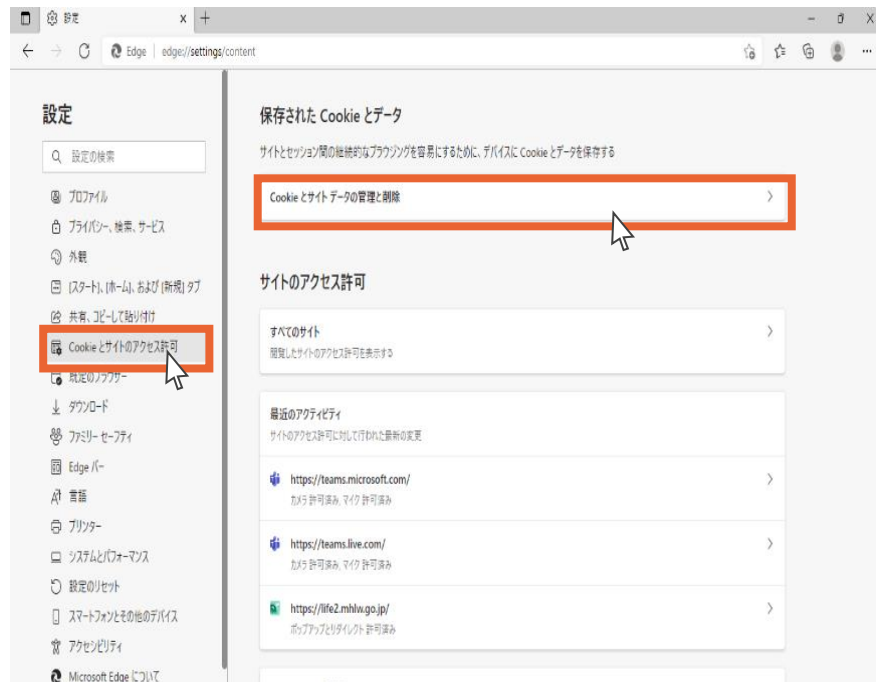 設定
Edge | edge://settings/content
設定
設定の検索
プロファイル
プライバシー、検索、サービス
外観
[スタート]、[ホーム]、および [新規] タブ
共有、コピーして貼り付け
Cookie とサイトのアクセス許可
既定のブラウザー
ダウンロード
ファミリー セーフティ
Edge バー
言語
プリンター
システムとパフォーマンス
設定のリセット
スマートフォンとその他のデバイス
アクセシビリティ
Microsoft Edge について
保存された Cookie とデータ
サイトとセッション間の継続的なブラウジングを容易にするために、デバイスに Cookie とデータを保存する
Cookie とサイト データの管理と削除
サイトのアクセス許可
すべてのサイト
閲覧したサイトのアクセス許可を表示する
最近のアクティビティ
サイトのアクセス許可に対して行われた最新の変更
https://teams.microsoft.com/
カメラ 許可済み, マイク 許可済み
https://teams.live.com/
カメラ 許可済み, マイク 許可済み
https://life2.mhlw.go.jp/
ポップアップとリダイレクト 許可済み